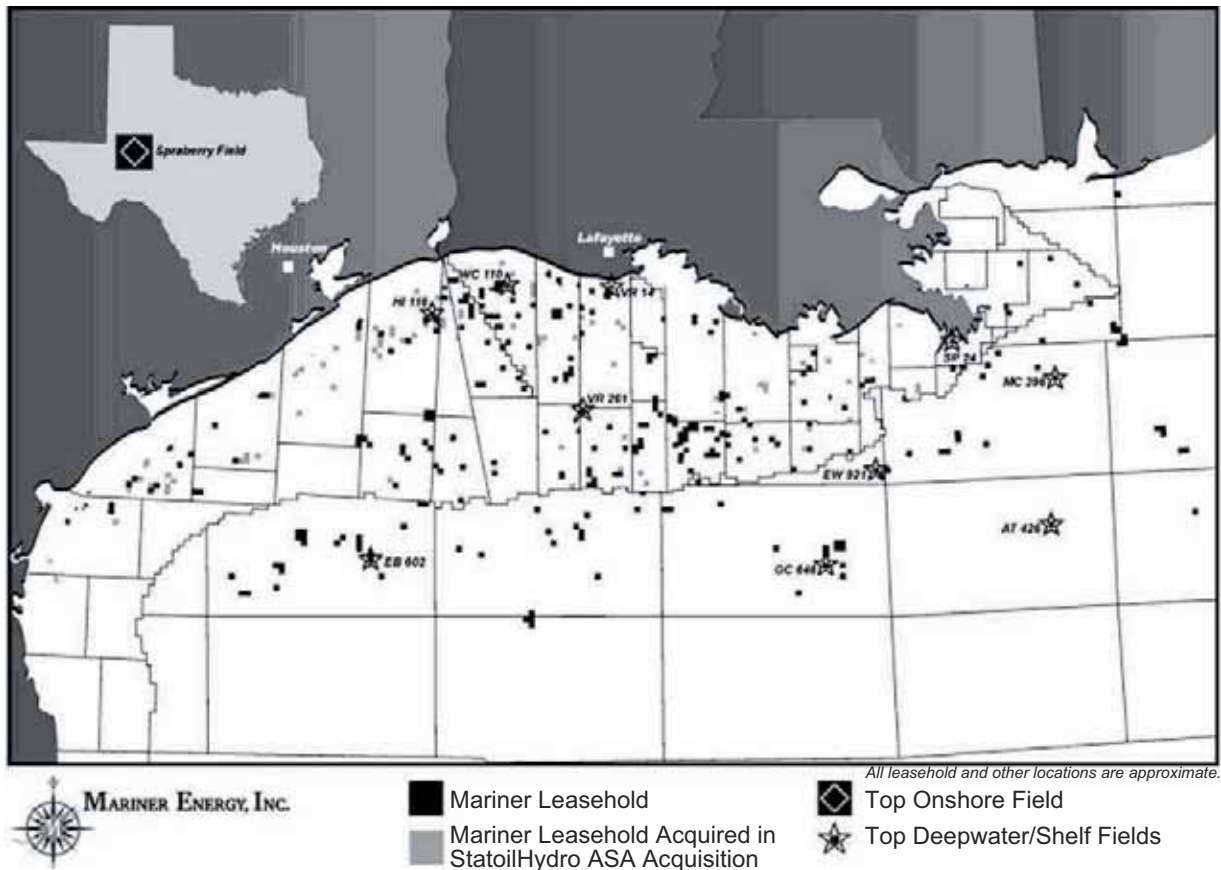 Spraberry Field
Houston
Lafayette
WC 110
VR 14
HI 116
SP 24
MC 296
VR 261
EW 921
AT 426
EB 602
GC 646
All leasehold and other locations are approximate.
MARINER ENERGY, INC.
Mariner Leasehold
Mariner Leasehold Acquired in
StatoilHydro ASA Acquisition
Top Onshore Field
Top Deepwater/Shelf Fields